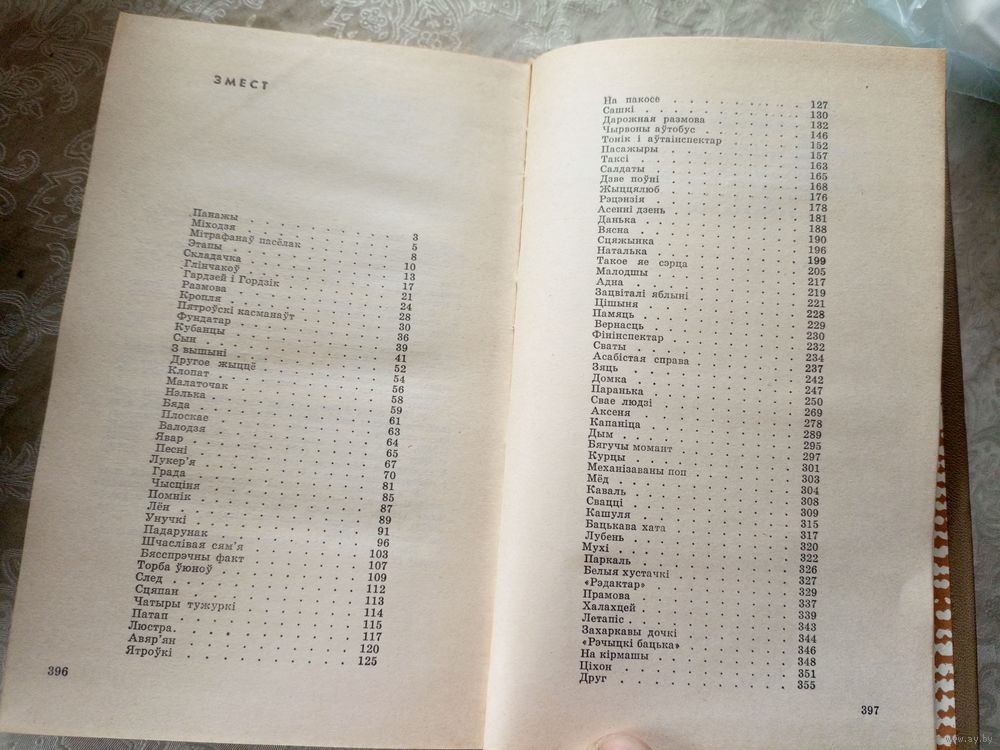 ЗМЕСТ
Панажы . . . . . . . . 3
Міходзя . . . . . . . . 5
Мітрафанаў пасёлак . . . . . . . . 8
Этапы . . . . . . . . 10
Складачка . . . . . . . . 13
Глінчакоў . . . . . . . . 17
Гардзей і Гордзік . . . . . . . . 21
Размова . . . . . . . . 24
Кропля . . . . . . . . 28
Пятроўскі касманаўт . . . . . . . . 30
Фундатар . . . . . . . . 36
Кубанцы . . . . . . . . 39
Сын . . . . . . . . 41
З вышыні . . . . . . . . 52
Другое жыццё . . . . . . . . 54
Клопат . . . . . . . . 56
Малаточак . . . . . . . . 58
Нэлька . . . . . . . . 59
Бяда . . . . . . . . 61
Плоскае . . . . . . . . 63
Валодзя . . . . . . . . 64
Явар . . . . . . . . 65
Песні . . . . . . . . 67
Лукер'я . . . . . . . . 70
Града . . . . . . . . 81
Чысціня . . . . . . . . 85
Помнік . . . . . . . . 87
Лён . . . . . . . . 89
Унучкі . . . . . . . . 91
Падарунак . . . . . . . . 96
Шчаслівая сям'я . . . . . . . . 103
Бясспрэчны факт . . . . . . . . 107
Торба ўюноў . . . . . . . . 109
След . . . . . . . . 112
Сцяпан . . . . . . . . 113
Чатыры тужуркі . . . . . . . . 114
Патап . . . . . . . . 115
Люстра. . . . . . . . . 117
Авяр'ян . . . . . . . . 120
Ятроўкі . . . . . . . . 125
396
На пакосе . . . . . . . . 127
Сашкі . . . . . . . . 130
Дарожная размова . . . . . . . . 132
Чырвоны аўтобус . . . . . . . . 146
Тонік і аўтаінспектар . . . . . . . . 152
Пасажыры . . . . . . . . 157
Таксі . . . . . . . . 163
Салдаты . . . . . . . . 165
Дзве поўні . . . . . . . . 168
Жыццялюб . . . . . . . . 176
Рэцэнзія . . . . . . . . 178
Асенні дзень . . . . . . . . 181
Данька . . . . . . . . 188
Вясна . . . . . . . . 190
Сцяжынка . . . . . . . . 196
Наталька . . . . . . . . 199
Такое яе сэрца . . . . . . . . 205
Малодшы . . . . . . . . 217
Адна . . . . . . . . 219
Зацвіталі яблыні . . . . . . . . 221
Цішыня . . . . . . . . 228
Памяць . . . . . . . . 229
Вернасць . . . . . . . . 230
Фінінспектар . . . . . . . . 232
Сваты . . . . . . . . 234
Асабістая справа . . . . . . . . 237
Зяць . . . . . . . . 242
Домка . . . . . . . . 247
Паранька . . . . . . . . 250
Свае людзі . . . . . . . . 269
Аксеня . . . . . . . . 278
Капаніца . . . . . . . . 289
Дым . . . . . . . . 295
Бягучы момант . . . . . . . . 297
Курцы . . . . . . . . 301
Механізаваны поп . . . . . . . . 303
Мёд . . . . . . . . 304
Каваль . . . . . . . . 308
Свацці . . . . . . . . 309
Кашуля . . . . . . . . 315
Бацькава хата . . . . . . . . 317
Лубень . . . . . . . . 320
Мухі . . . . . . . . 322
Паркаль . . . . . . . . 326
Белыя хустачкі . . . . . . . . 327
«Рэдактар» . . . . . . . . 329
Прамова . . . . . . . . 337
Халахцей . . . . . . . . 339
Летапіс . . . . . . . . 343
Захаркавы дочкі . . . . . . . . 344
«Рэчыцкі бацька» . . . . . . . . 346
На кірмашы . . . . . . . . 348
Ціхон . . . . . . . . 351
Друг . . . . . . . . 355
397
www.ay.by